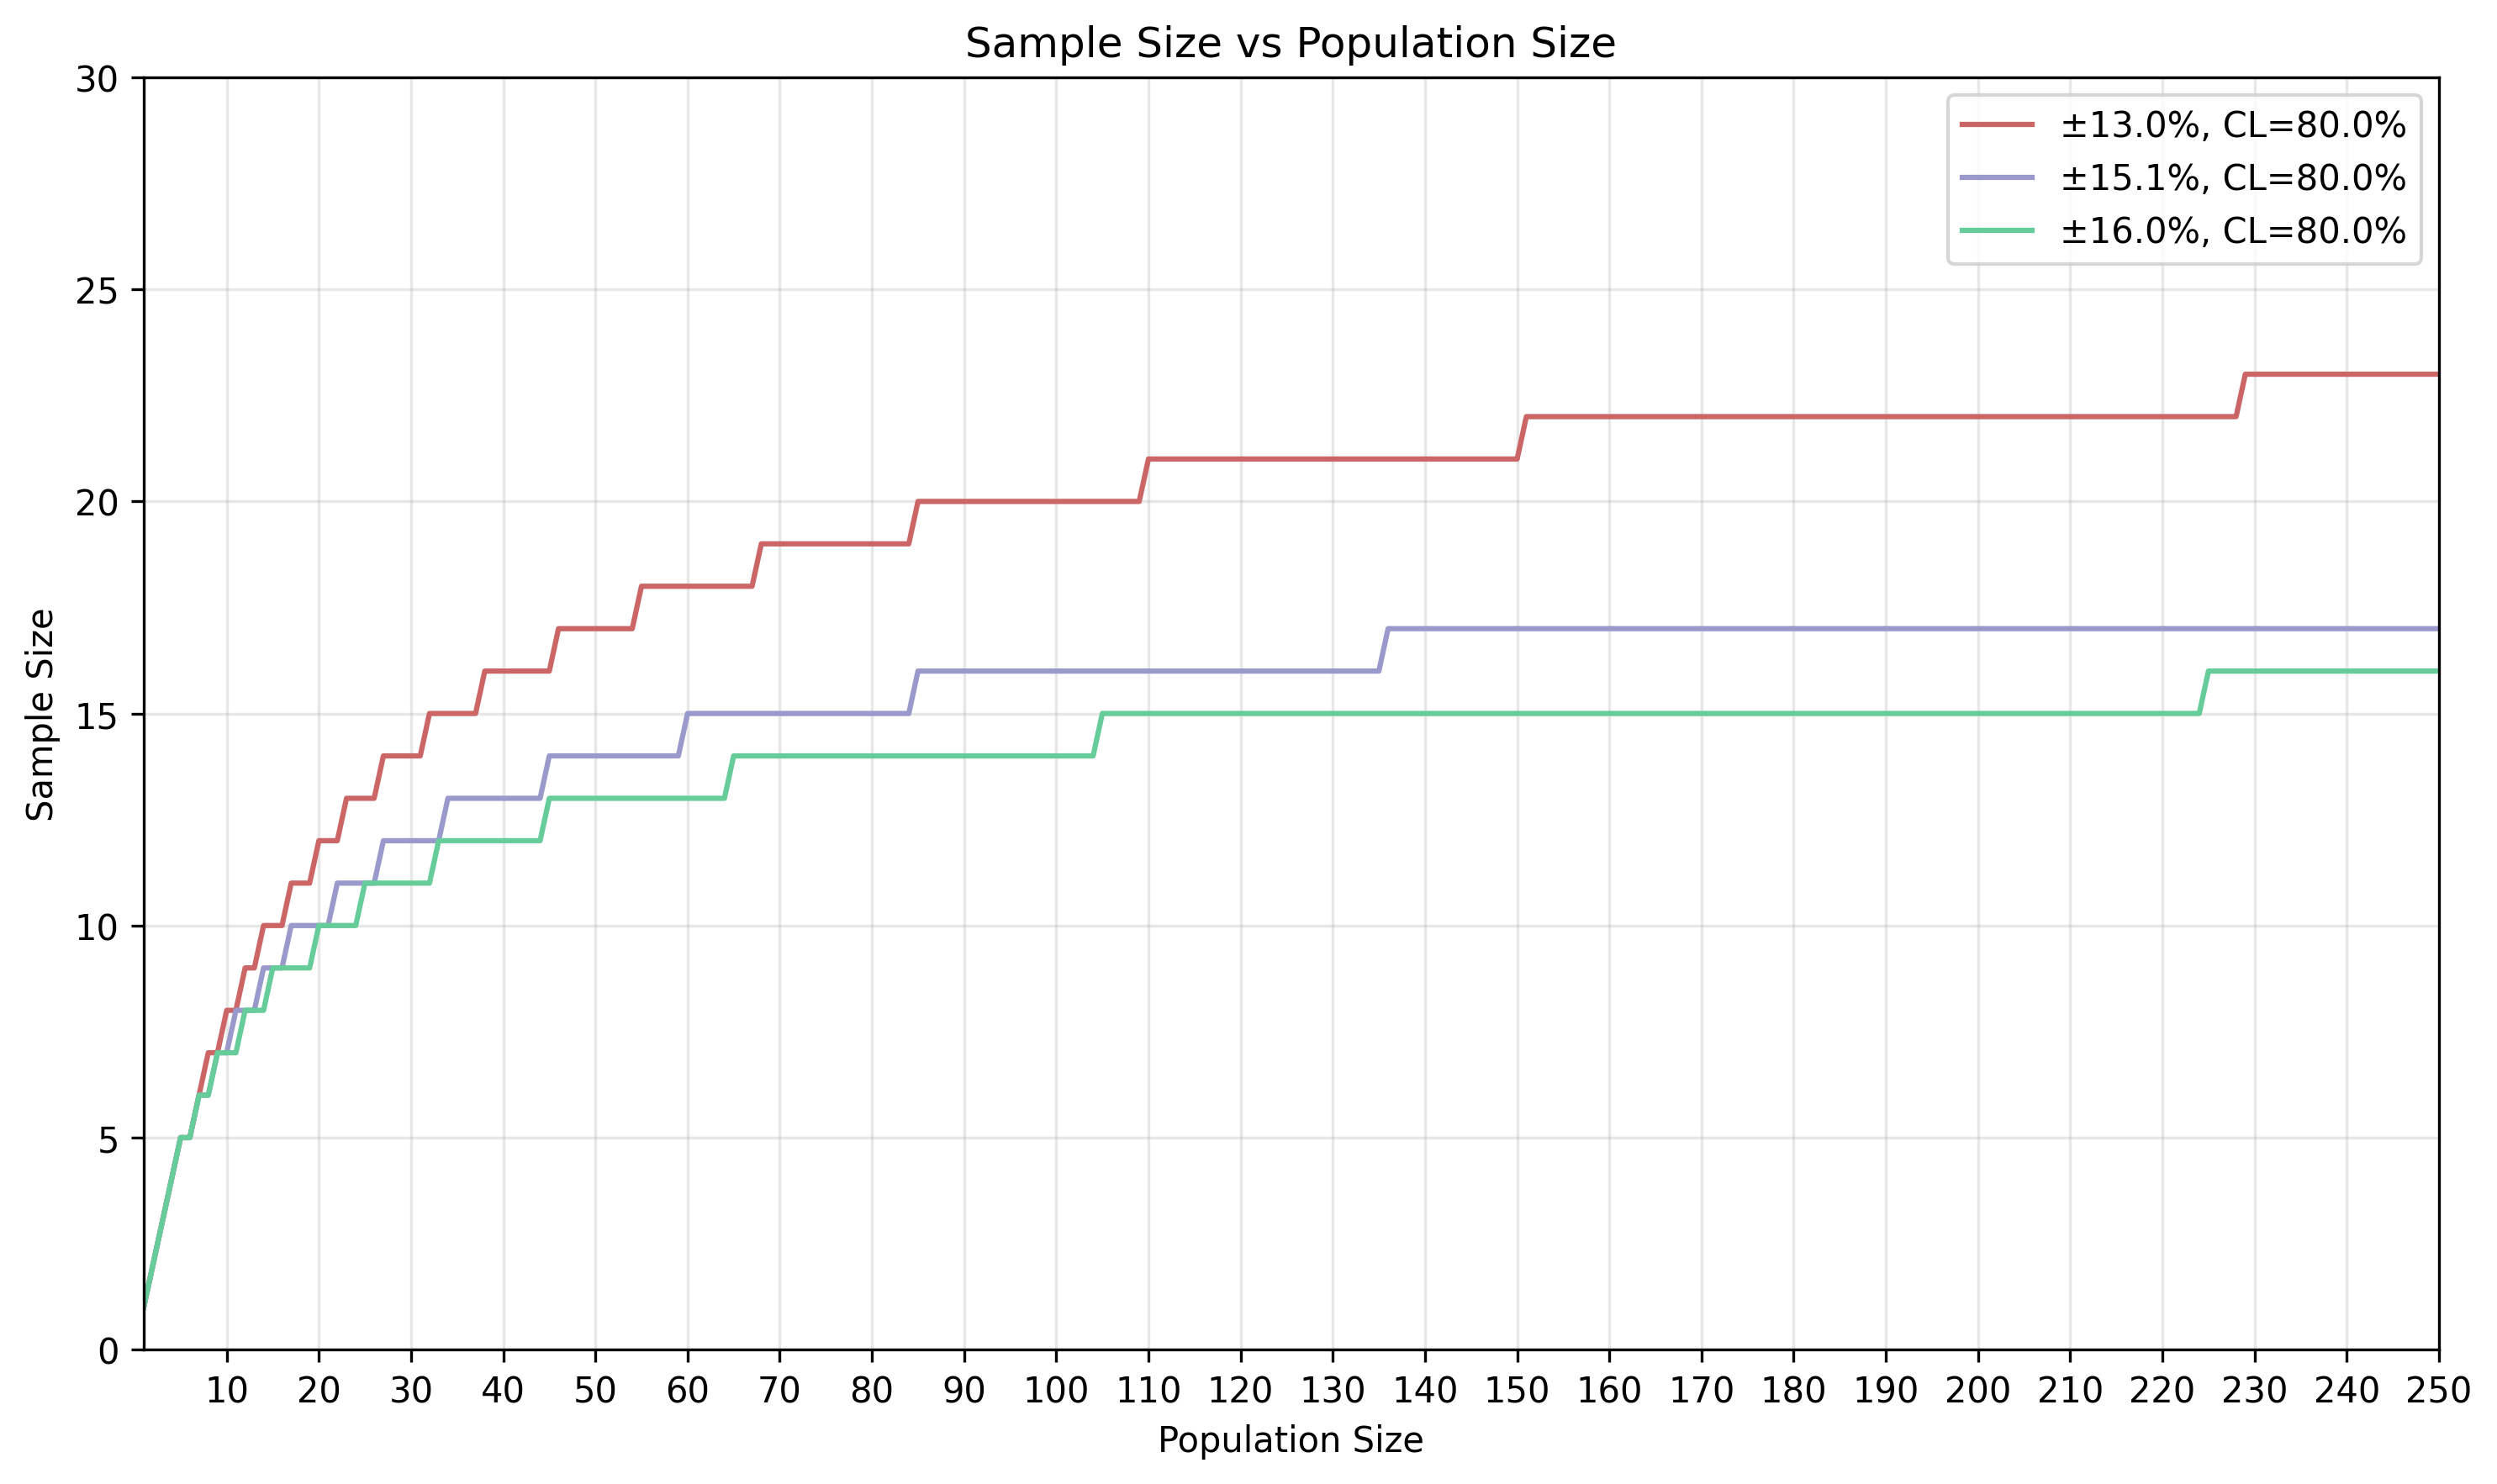 Sample Size vs Population Size
30
25
20
15
10
5
0
Sample Size
±13.0%, CL=80.0%
±15.1%, CL=80.0%
±16.0%, CL=80.0%
10 20 30 40 50 60 70 80 90 100 110 120 130 140 150 160 170 180 190 200 210 220 230 240 250
Population Size